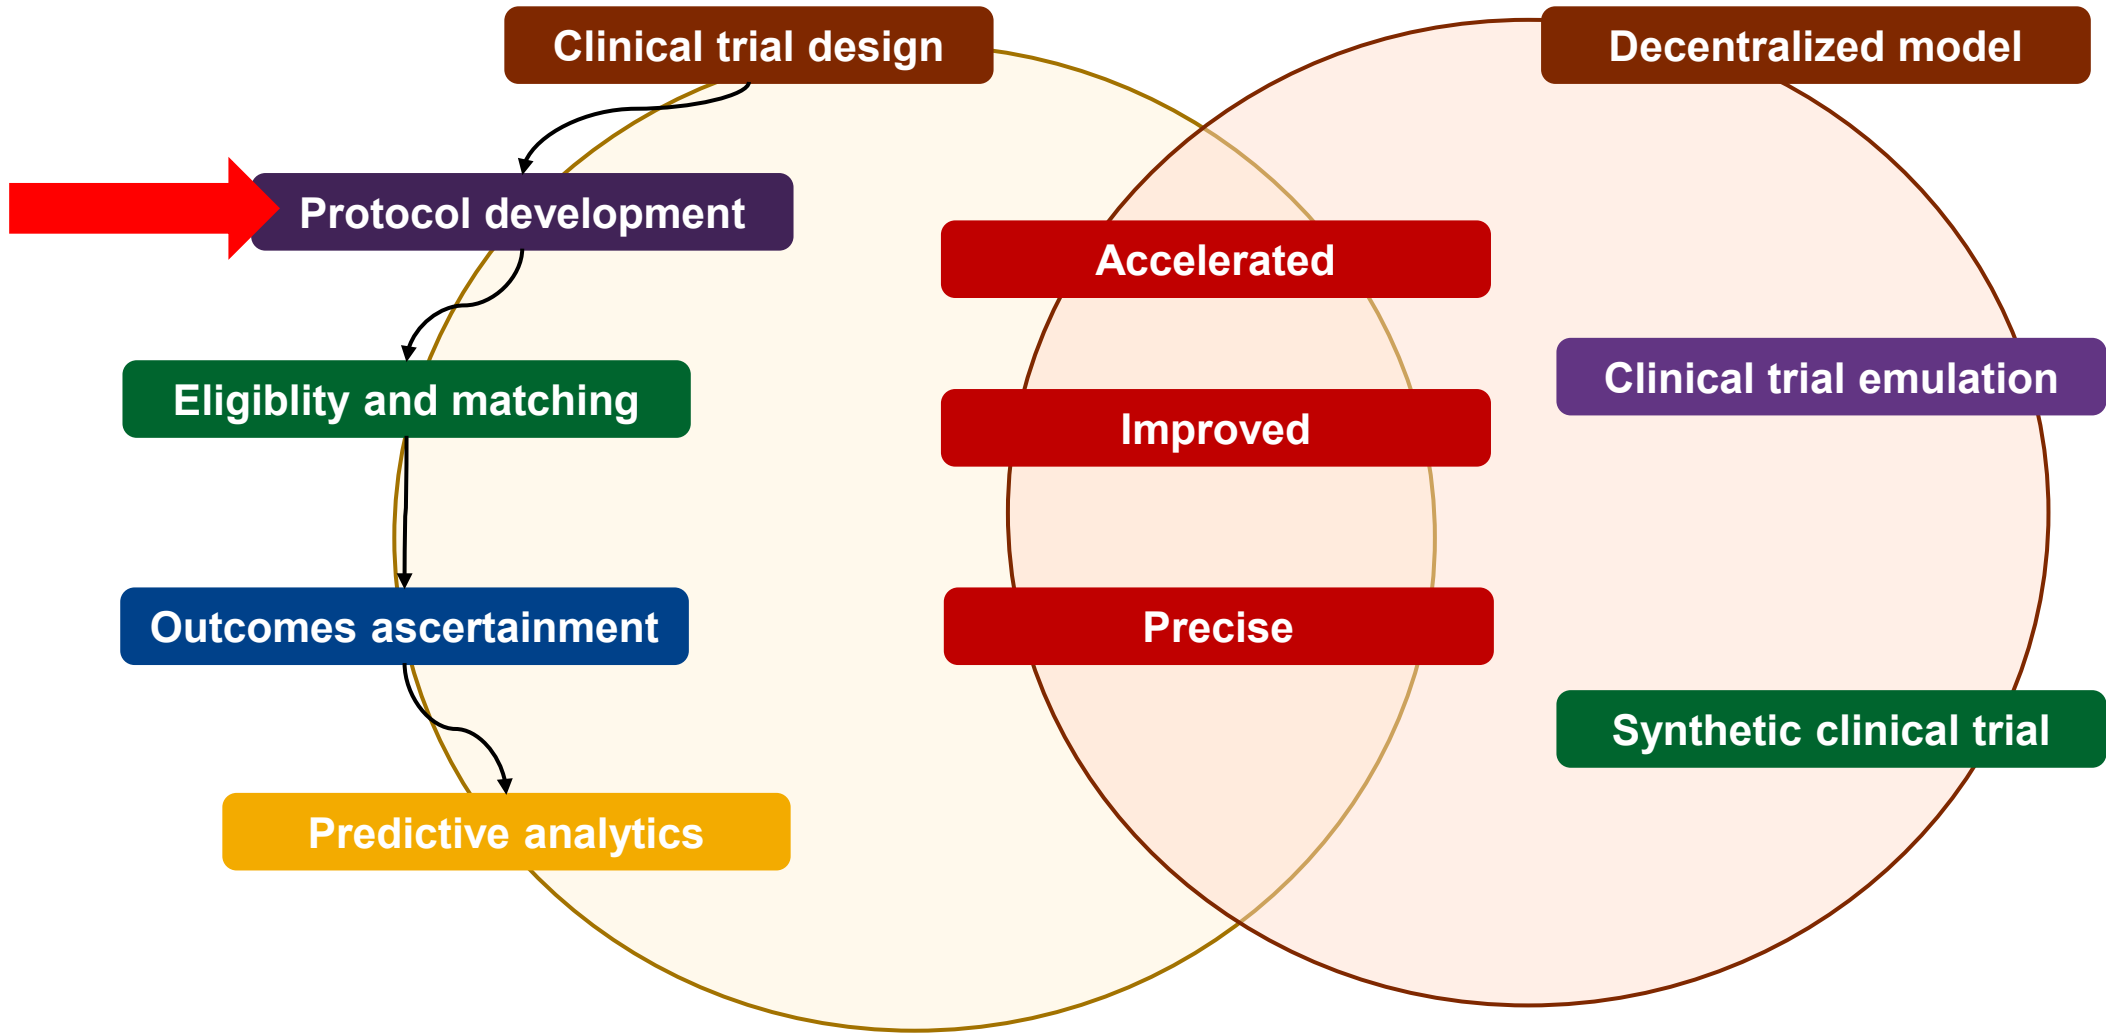 Clinical trial design
Protocol development
Eligiblity and matching
Outcomes ascertainment
Predictive analytics
Accelerated
Improved
Precise
Decentralized model
Clinical trial emulation
Synthetic clinical trial